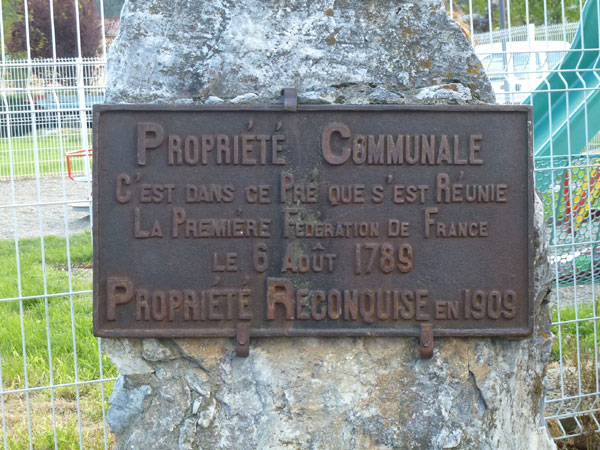 PROPRIÉTÉ COMMUNALE
C'EST DANS CE PRÉ QUE S'EST RÉUNIE
LA PREMIÈRE FÉDÉRATION DE FRANCE
LE 6 AOÛT 1789
PROPRIÉTÉ RECONQUISE EN 1909